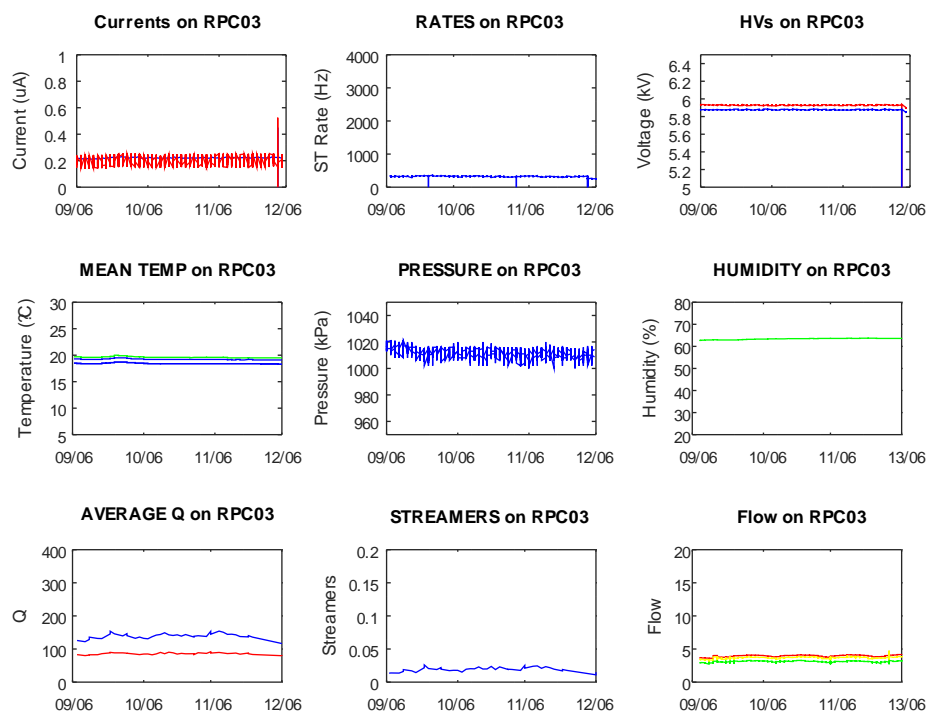 Currents on RPC03
RATES on RPC03
HVs on RPC03
Current (uA)
1
0.8
0.6
0.4
0.2
0
09/06 10/06 11/06 12/06
ST Rate (Hz)
4000
3000
2000
1000
0
09/06 10/06 11/06 12/06
Voltage (kV)
6.4
6.2
6
5.8
5.6
5.4
5.2
5
09/06 10/06 11/06 12/06
MEAN TEMP on RPC03
PRESSURE on RPC03
HUMIDITY on RPC03
Temperature (?C)
30
25
20
15
10
5
09/06 10/06 11/06 12/06
Pressure (kPa)
1040
1020
1000
980
960
09/06 10/06 11/06 12/06
Humidity (%)
80
70
60
50
40
30
20
09/06 10/06 11/06 13/06
AVERAGE Q on RPC03
STREAMERS on RPC03
Flow on RPC03
Q
400
300
200
100
0
09/06 10/06 11/06 12/06
Streamers
0.2
0.15
0.1
0.05
0
09/06 10/06 11/06 12/06
Flow
20
15
10
5
0
09/06 10/06 11/06 13/06